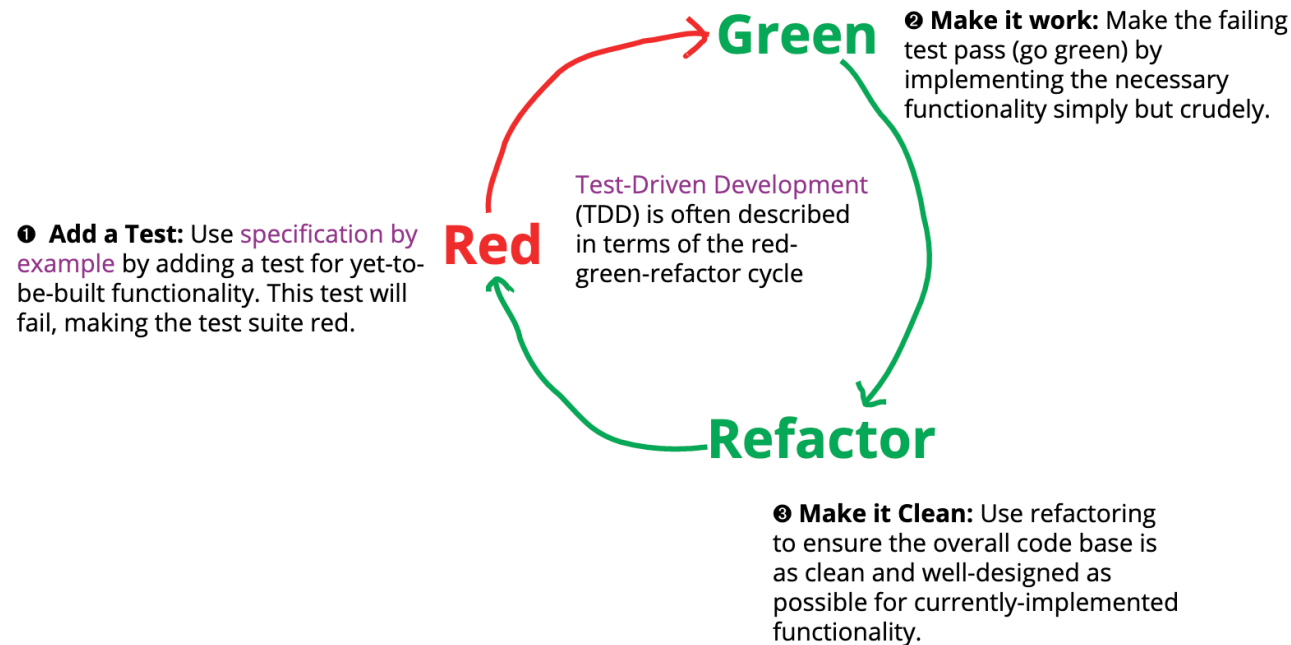 Green
❷ Make it work: Make the failing
test pass (go green) by
implementing the necessary
functionality simply but crudely.
Test-Driven Development
(TDD) is often described
in terms of the red-
green-refactor cycle
❶ Add a Test: Use specification by
example by adding a test for yet-to-
be-built functionality. This test will
fail, making the test suite red.
Red
Refactor
❸ Make it Clean: Use refactoring
to ensure the overall code base is
as clean and well-designed as
possible for currently-implemented
functionality.